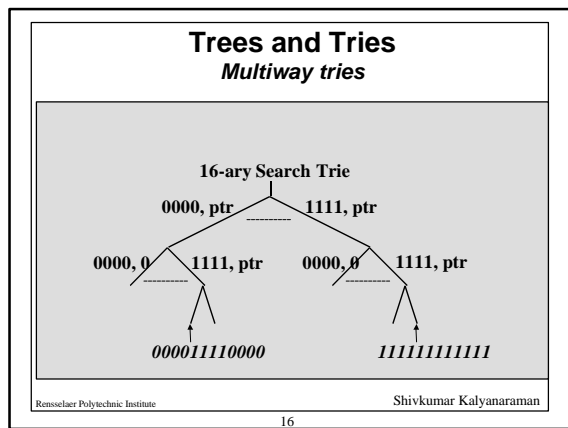 Trees and Tries
Multiway tries
16-ary Search Trie
0000, ptr 1111, ptr
----------
0000, 0 1111, ptr 0000, 0 1111, ptr
---------- ----------
000011110000 111111111111
Rensselaer Polytechnic Institute Shivkumar Kalyanaraman
16